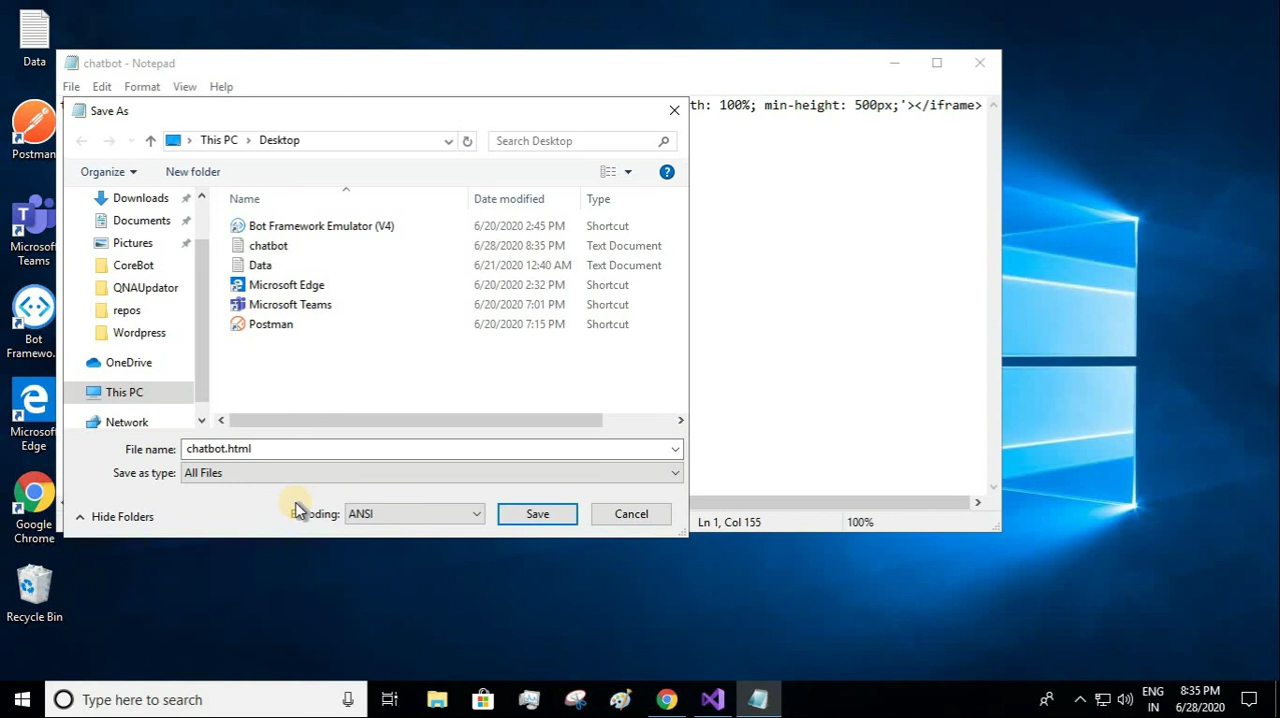 Data
Postman
Microsoft
Teams
Bot
Framewo...
Microsoft
Edge
Google
Chrome
Recycle Bin
chatbot - Notepad
File Edit Format View Help
th: 100%; min-height: 500px;'></iframe>
Save As
This PC > Desktop
Search Desktop
Organize New folder
Name Date modified Type
Downloads
Documents
Pictures
CoreBot
QNAUpdator
repos
Wordpress
OneDrive
This PC
Network
Bot Framework Emulator (V4) 6/20/2020 2:45 PM Shortcut
chatbot 6/28/2020 8:35 PM Text Document
Data 6/21/2020 12:40 AM Text Document
Microsoft Edge 6/20/2020 2:32 PM Shortcut
Microsoft Teams 6/20/2020 7:01 PM Shortcut
Postman 6/20/2020 7:15 PM Shortcut
File name: chatbot.html
Save as type: All Files
Hide Folders
ANSI
Save Cancel
Ln 1, Col 155 100%
Type here to search
ENG
IN
8:35 PM
6/28/2020